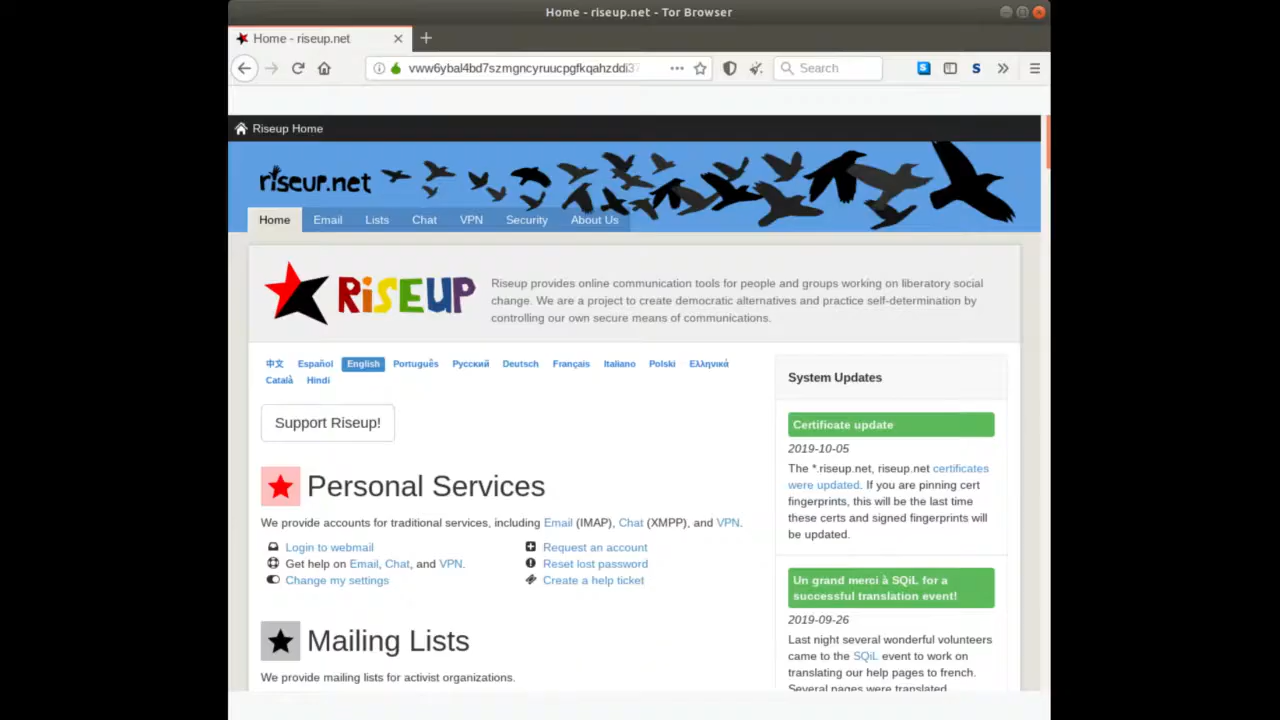 Home - riseup.net - Tor Browser
Home - riseup.net
vww6ybal4bd7szmgncyruucpgfkqahzddi37
Search
Riseup Home
riseup.net
Home Email Lists Chat VPN Security About Us
RiSEUP
Riseup provides online communication tools for people and groups working on liberatory social
change. We are a project to create democratic alternatives and practice self-determination by
controlling our own secure means of communications.
中文 Español English Português Русский Deutsch Français Italiano Polski Ελληνικά
Català Hindi
Support Riseup!
Personal Services
We provide accounts for traditional services, including Email (IMAP), Chat (XMPP), and VPN.
Login to webmail
Get help on Email, Chat, and VPN.
Change my settings
Request an account
Reset lost password
Create a help ticket
Mailing Lists
We provide mailing lists for activist organizations.
System Updates
Certificate update
2019-10-05
The *.riseup.net, riseup.net certificates
were updated. If you are pinning cert
fingerprints, this will be the last time
these certs and signed fingerprints will
be updated.
Un grand merci à SQiL for a
successful translation event!
2019-09-26
Last night several wonderful volunteers
came to the SQiL event to work on
translating our help pages to french.
Several pages were translated